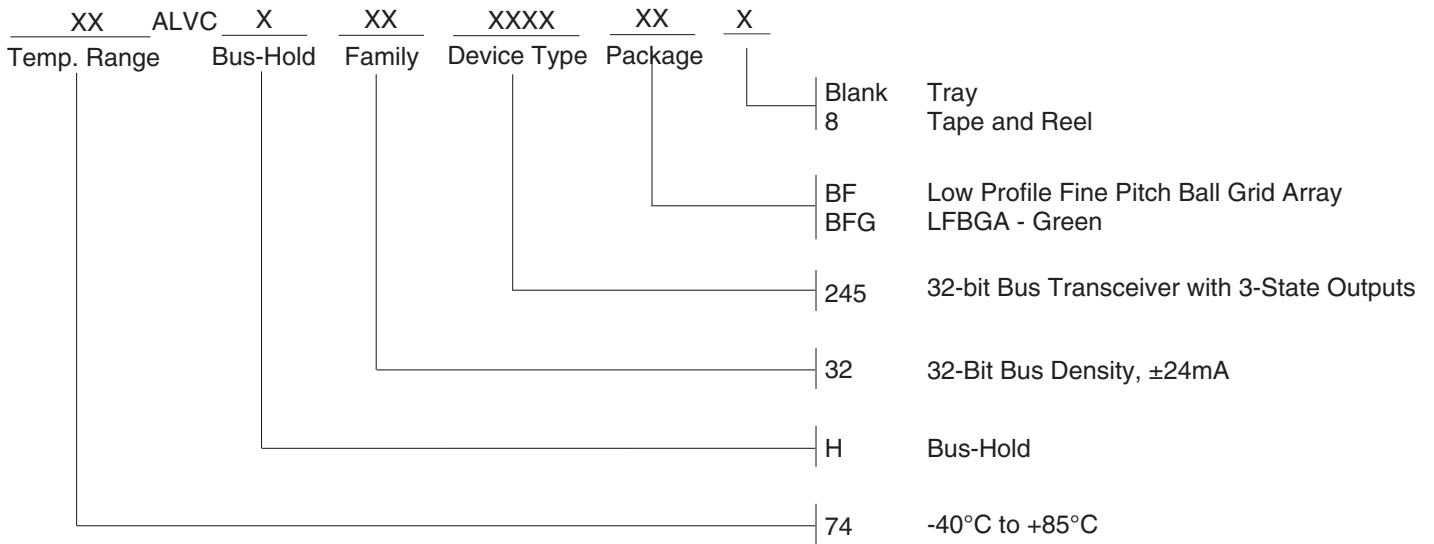 XX ALVC X XX XXXX XX X
Temp. Range Bus-Hold Family Device Type Package
Blank Tray
8 Tape and Reel
BF Low Profile Fine Pitch Ball Grid Array
BFG LFBGA - Green
245 32-bit Bus Transceiver with 3-State Outputs
32 32-Bit Bus Density, ±24mA
H Bus-Hold
74 -40°C to +85°C